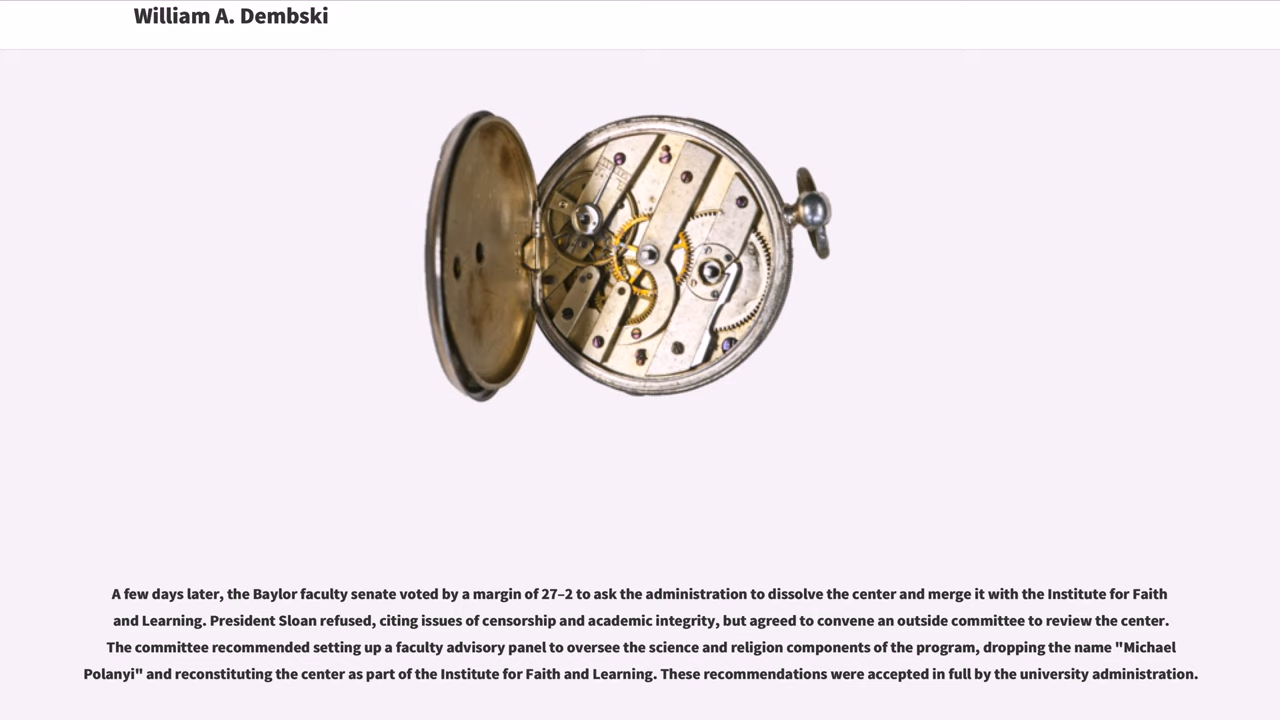 William A. Dembski
A few days later, the Baylor faculty senate voted by a margin of 27–2 to ask the administration to dissolve the center and merge it with the Institute for Faith
and Learning. President Sloan refused, citing issues of censorship and academic integrity, but agreed to convene an outside committee to review the center.
The committee recommended setting up a faculty advisory panel to oversee the science and religion components of the program, dropping the name "Michael
Polanyi" and reconstituting the center as part of the Institute for Faith and Learning. These recommendations were accepted in full by the university administration.